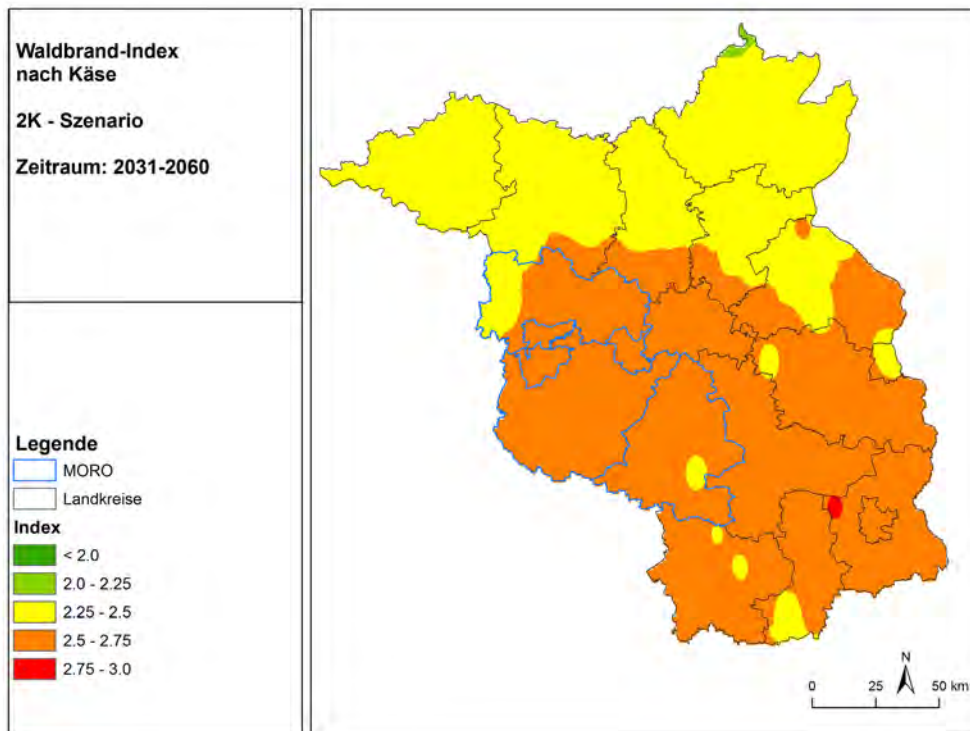 Waldbrand-Index
nach Käse
2K - Szenario
Zeitraum: 2031-2060
Legende
MORO
Landkreise
Index
< 2.0
2.0 - 2.25
2.25 - 2.5
2.5 - 2.75
2.75 - 3.0
N
0 25 50 km